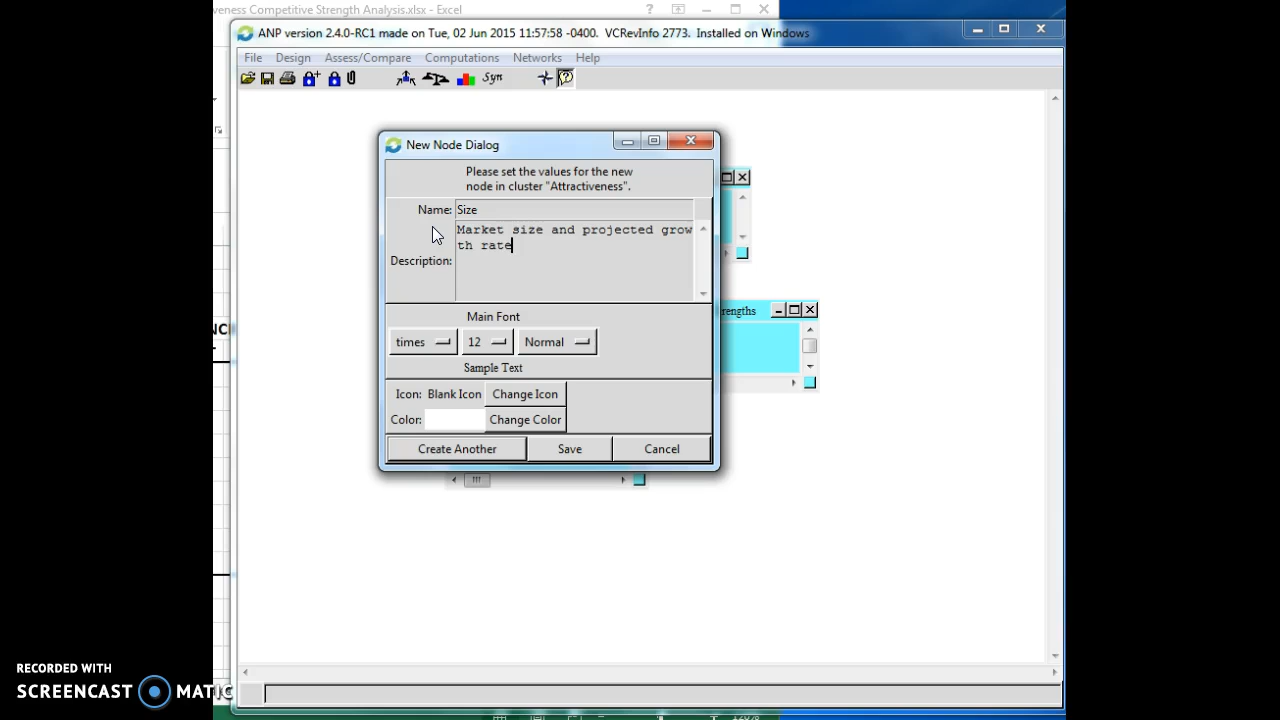 veness Competitive Strength Analysis.xlsx - Excel
ANP version 2.4.0-RC1 made on Tue, 02 Jun 2015 11:57:58 -0400. VCRevInfo 2773. Installed on Windows
File Design Assess/Compare Computations Networks Help
Syn
New Node Dialog
Please set the values for the new
node in cluster "Attractiveness".
Name: Size
Market size and projected grow
th rate
Description:
rengths
Main Font
times 12 Normal
Sample Text
Icon: Blank Icon Change Icon
Color: Change Color
Create Another Save Cancel
NCI
RECORDED WITH
SCREENCAST MATIC
120%